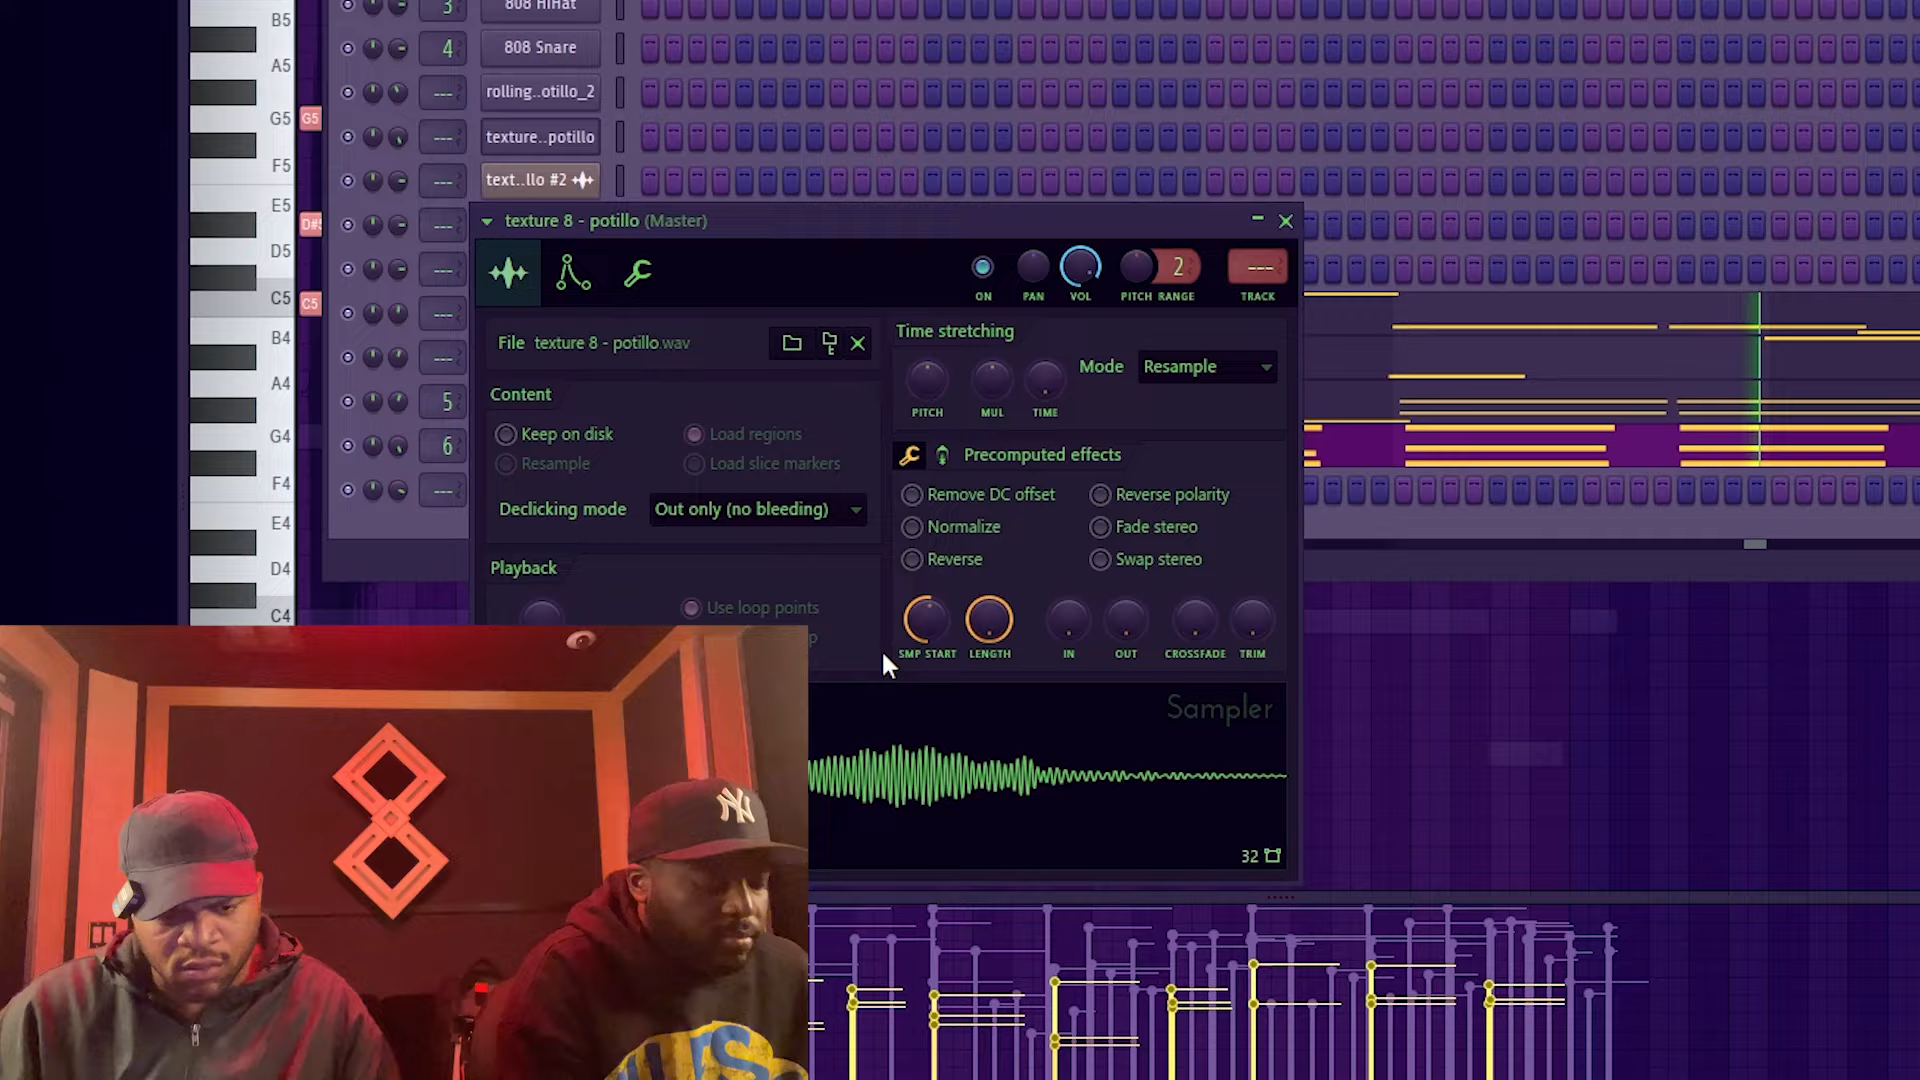 B5
A5
G5
F5
E5
D5
C5
B4
A4
G4
F4
E4
D4
C4
G5
C5
3
808 HiHat
4
808 Snare
---
rolling..otillo_2
---
texture..potillo
---
text..llo #2
---
---
---
---
5
6
---
texture 8 - potillo (Master)
ON
PAN
VOL
PITCH
RANGE
2
---
TRACK
File texture 8 - potillo.wav
Content
Keep on disk
Load regions
Resample
Load slice markers
Declicking mode
Out only (no bleeding)
Playback
Use loop points
Time stretching
PITCH
MUL
TIME
Mode
Resample
Precomputed effects
Remove DC offset
Reverse polarity
Normalize
Fade stereo
Reverse
Swap stereo
SMP START
LENGTH
IN
OUT
CROSSFADE
TRIM
Sampler
32
NY